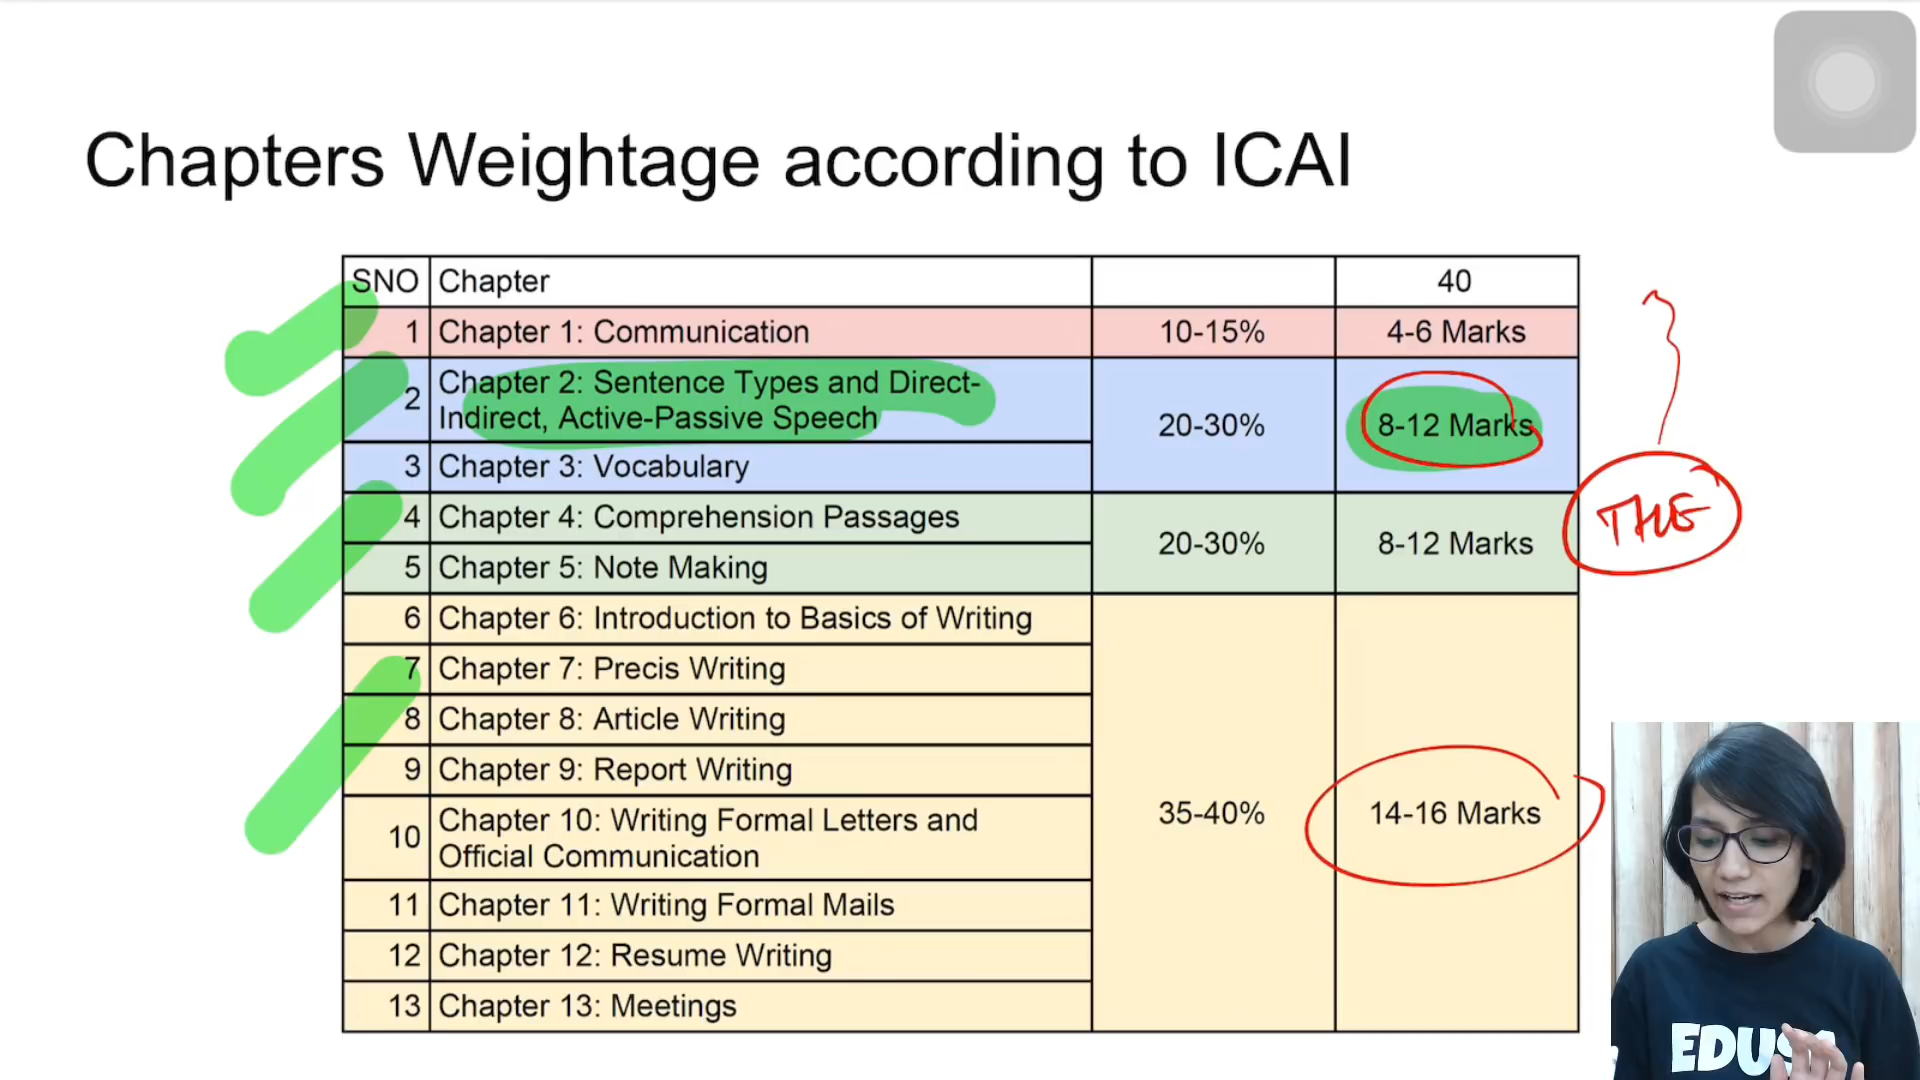 Chapters Weightage according to ICAI
SNO Chapter 40
1 Chapter 1: Communication 10-15% 4-6 Marks
2 Chapter 2: Sentence Types and Direct-
Indirect, Active-Passive Speech
20-30% 8-12 Marks
3 Chapter 3: Vocabulary
4 Chapter 4: Comprehension Passages
20-30% 8-12 Marks
5 Chapter 5: Note Making
6 Chapter 6: Introduction to Basics of Writing
7 Chapter 7: Precis Writing
8 Chapter 8: Article Writing
9 Chapter 9: Report Writing
35-40% 14-16 Marks
10 Chapter 10: Writing Formal Letters and
Official Communication
11 Chapter 11: Writing Formal Mails
12 Chapter 12: Resume Writing
13 Chapter 13: Meetings